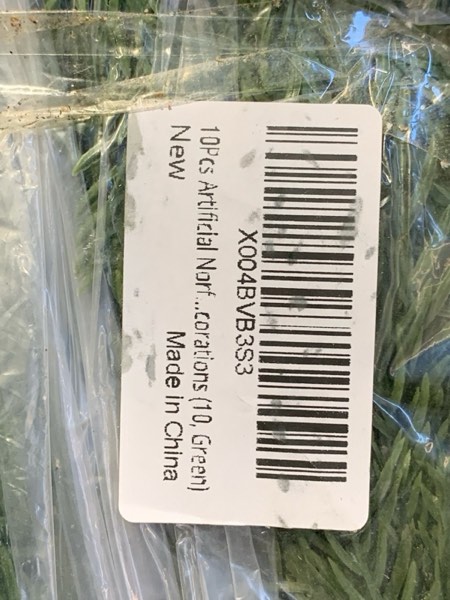 X004BVB3S3
10Pcs Artificial Norf...corations (10, Green)
New Made in China